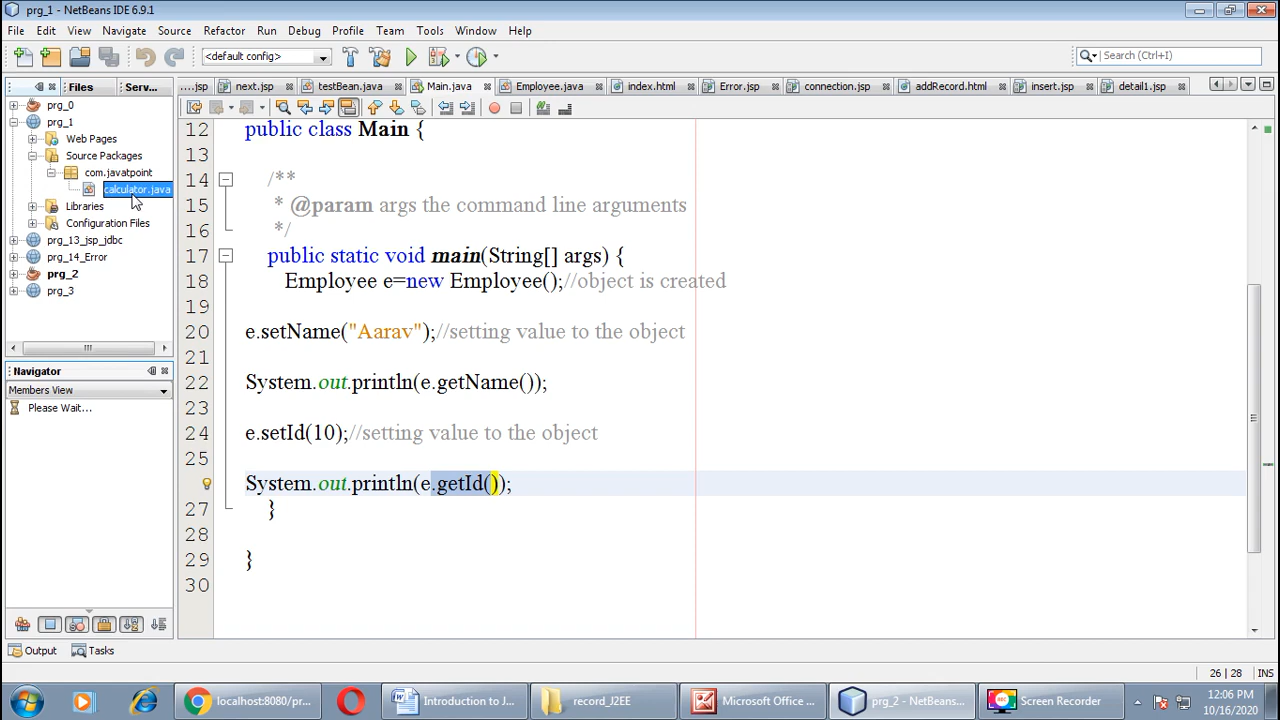 prg_1 - NetBeans IDE 6.9.1
File Edit View Navigate Source Refactor Run Debug Profile Team Tools Window Help
<default config>
Search (Ctrl+I)
Files Serv...
...jsp next.jsp testBean.java Main.java Employee.java index.html Error.jsp connection.jsp addRecord.html insert.jsp detail1.jsp
prg_0
prg_1
Web Pages
Source Packages
com.javatpoint
calculator.java
Libraries
Configuration Files
prg_13_jsp_jdbc
prg_14_Error
prg_2
prg_3
Navigator
Members View
Please Wait...
12 public class Main {
13
14 /**
15 * @param args the command line arguments
16 */
17 public static void main(String[] args) {
18 Employee e=new Employee();//object is created
19
20 e.setName("Aarav");//setting value to the object
21
22 System.out.println(e.getName());
23
24 e.setId(10);//setting value to the object
25
System.out.println(e.getId());
27 }
28
29 }
30
Output Tasks
26 | 28 INS
localhost:8080/pr... Introduction to J... record_J2EE Microsoft Office ... prg_2 - NetBeans... Screen Recorder
12:06 PM
10/16/2020